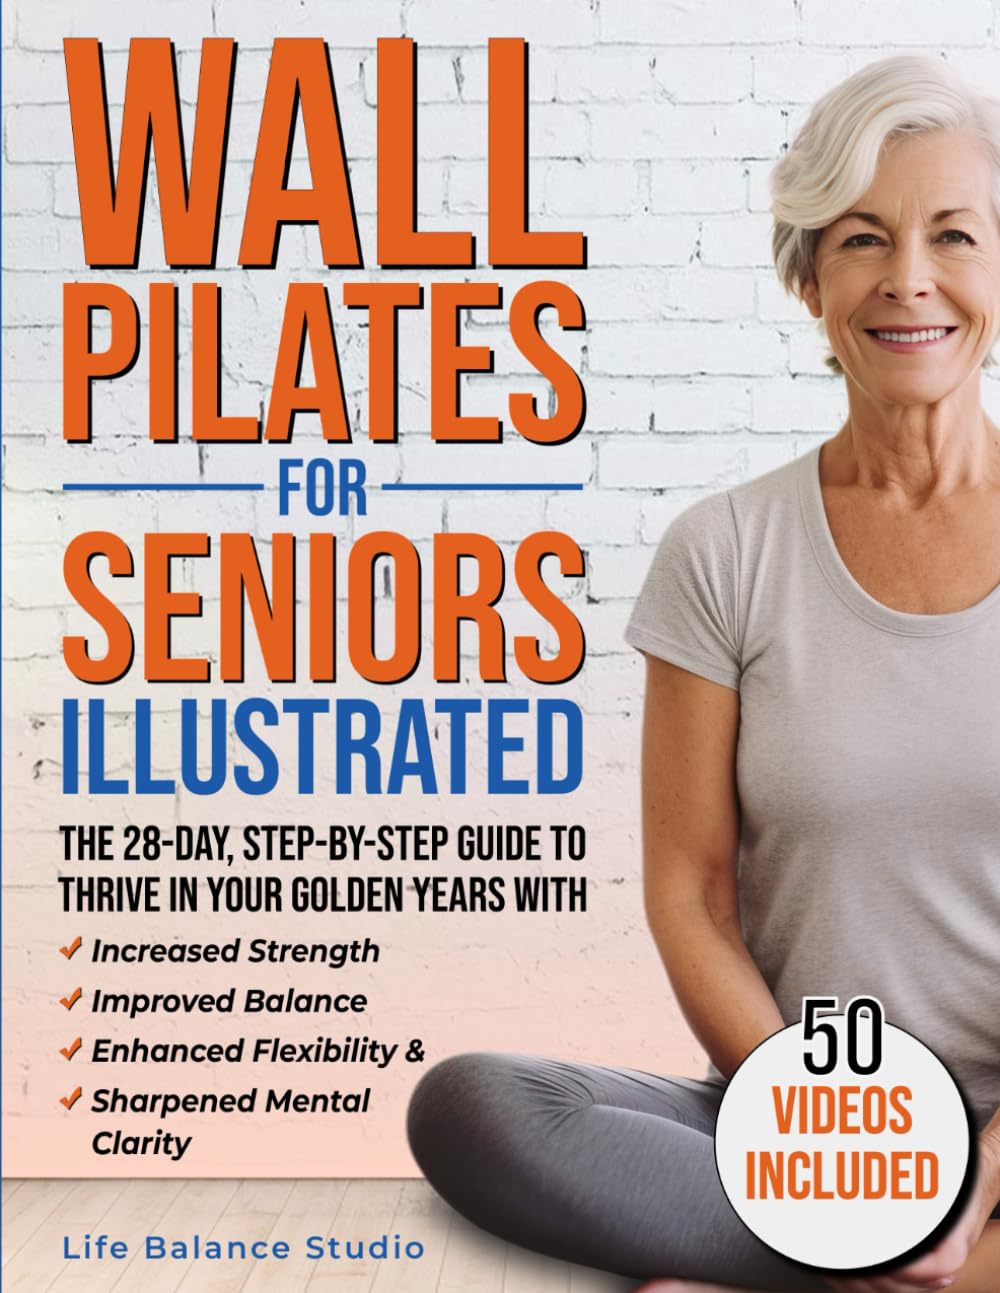 WALL
PILATES
FOR
SENIORS
ILLUSTRATED
THE 28-DAY, STEP-BY-STEP GUIDE TO
THRIVE IN YOUR GOLDEN YEARS WITH
Increased Strength
Improved Balance
Enhanced Flexibility &
Sharpened Mental
Clarity
50
VIDEOS
INCLUDED
Life Balance Studio